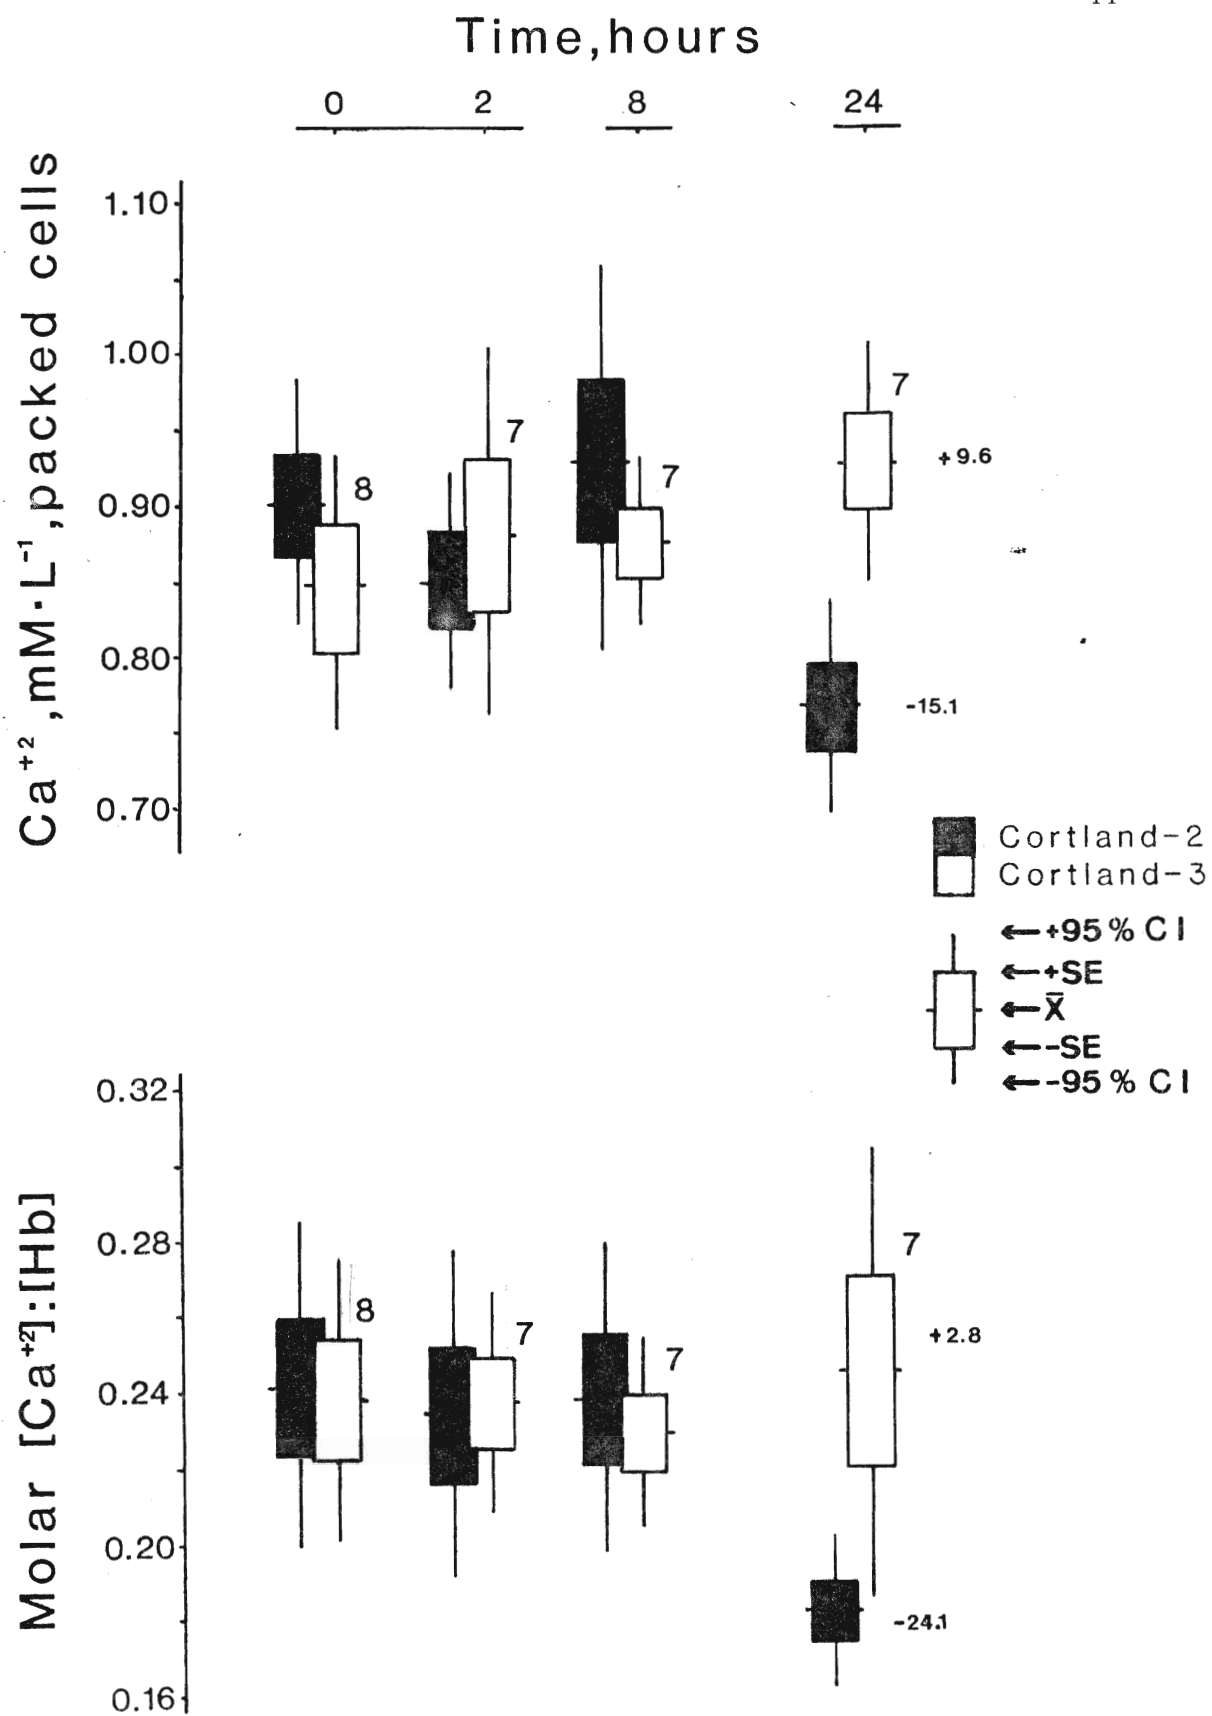 Time,hours
0 2 8 24
Ca⁺²,mM·L⁻¹,packed cells
1.10
1.00
0.90
0.80
0.70
8
7
7
7
+9.6
-15.1
Cortland-2
Cortland-3
←+95% CI
←+SE
←X̅
←-SE
←-95% CI
Molar [Ca⁺²]:[Hb]
0.32
0.28
0.24
0.20
0.16
8
7
7
7
+2.8
-24.1